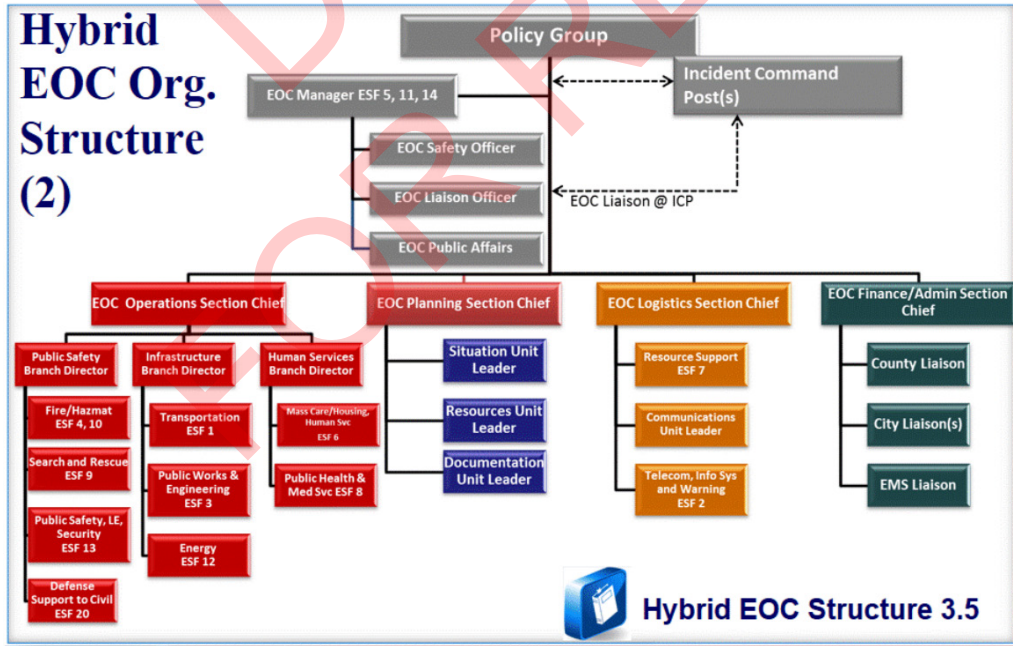 Hybrid
EOC Org.
Structure
(2)
Policy Group
Incident Command
Post(s)
EOC Manager ESF 5, 11, 14
EOC Safety Officer
EOC Liaison Officer
EOC Liaison @ ICP
EOC Public Affairs
EOC Operations Section Chief
EOC Planning Section Chief
EOC Logistics Section Chief
EOC Finance/Admin Section
Chief
Public Safety
Branch Director
Infrastructure
Branch Director
Human Services
Branch Director
Situation Unit
Leader
Resource Support
ESF 7
County Liaison
Fire/Hazmat
ESF 4, 10
Transportation
ESF 1
Mass Care/Housing,
Human Svc
ESF 6
Resources Unit
Leader
Communications
Unit Leader
City Liaison(s)
Search and Rescue
ESF 9
Public Works &
Engineering
ESF 3
Public Health &
Med Svc ESF 8
Documentation
Unit Leader
Telecom, Info Sys
and Warning
ESF 2
EMS Liaison
Public Safety, LE,
Security
ESF 13
Energy
ESF 12
Defense
Support to Civil
ESF 20
Hybrid EOC Structure 3.5